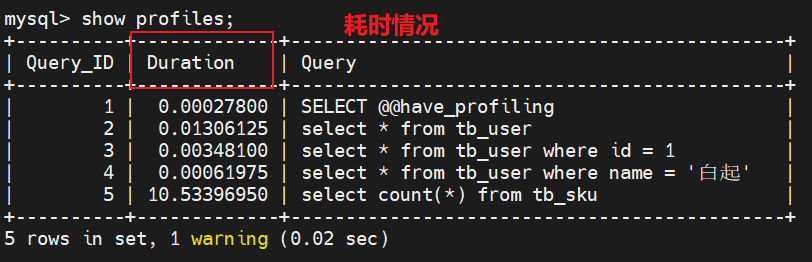 mysql> show profiles;
耗时情况
+----------+-------------+----------------------------------------------+
| Query_ID | Duration | Query |
+----------+-------------+----------------------------------------------+
| 1 | 0.00027800 | SELECT @@have_profiling |
| 2 | 0.01306125 | select * from tb_user |
| 3 | 0.00348100 | select * from tb_user where id = 1 |
| 4 | 0.00061975 | select * from tb_user where name = '白起' |
| 5 | 10.53396950 | select count(*) from tb_sku |
+----------+-------------+----------------------------------------------+
5 rows in set, 1 warning (0.02 sec)